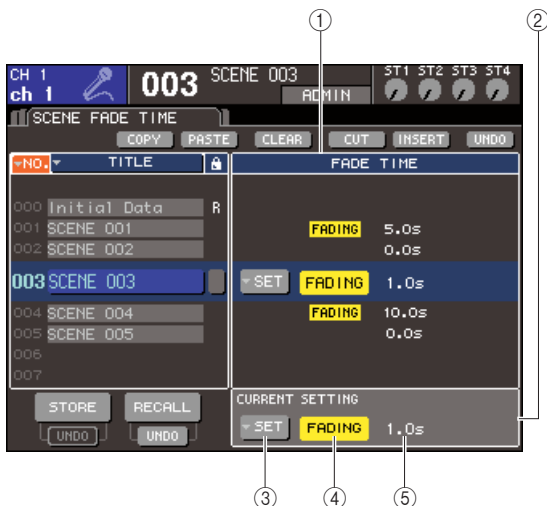 ① ②
CH 1 003 SCENE 003 ST1 ST2 ST3 ST4
ch 1 ADMIN
SCENE FADE TIME
COPY PASTE CLEAR CUT INSERT UNDO
NO. TITLE FADE TIME
000 Initial Data R
001 SCENE 001 FADING 5.0s
002 SCENE 002 0.0s
003 SCENE 003 SET FADING 1.0s
004 SCENE 004 FADING 10.0s
005 SCENE 005 0.0s
006
007
STORE RECALL CURRENT SETTING
UNDO UNDO SET FADING 1.0s
③ ④ ⑤